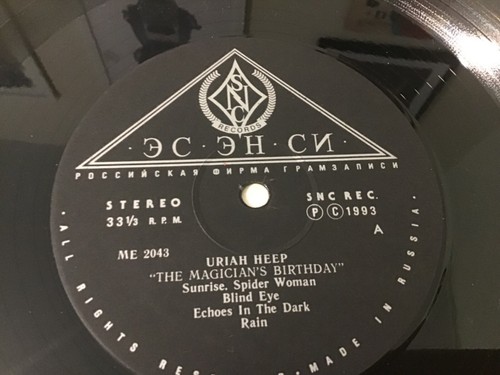 SNC
RECORDS
· ЭС · ЭН · СИ ·
РОССИЙСКАЯ ФИРМА ГРАМЗАПИСИ
STEREO
33⅓ R.P.M.
SNC REC.
Ⓟ Ⓒ 1993
A
ME 2043
URIAH HEEP
"THE MAGICIAN'S BIRTHDAY"
Sunrise, Spider Woman
Blind Eye
Echoes In The Dark
Rain
· ALL RIGHTS
· MADE IN RUSSIA ·